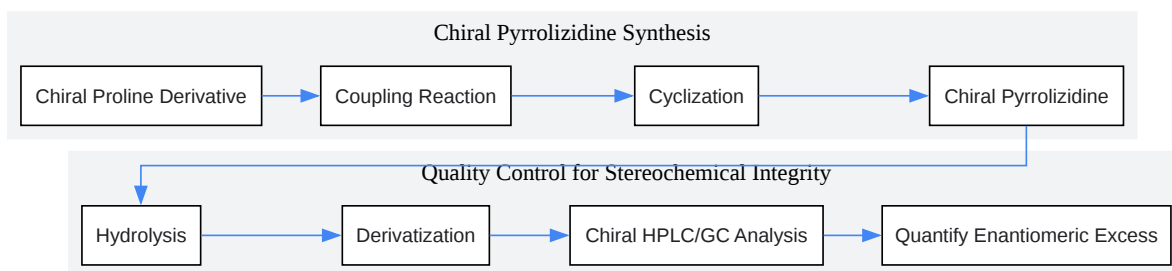 Chiral Pyrrolizidine Synthesis
Chiral Proline Derivative
Coupling Reaction
Cyclization
Chiral Pyrrolizidine
Quality Control for Stereochemical Integrity
Hydrolysis
Derivatization
Chiral HPLC/GC Analysis
Quantify Enantiomeric Excess